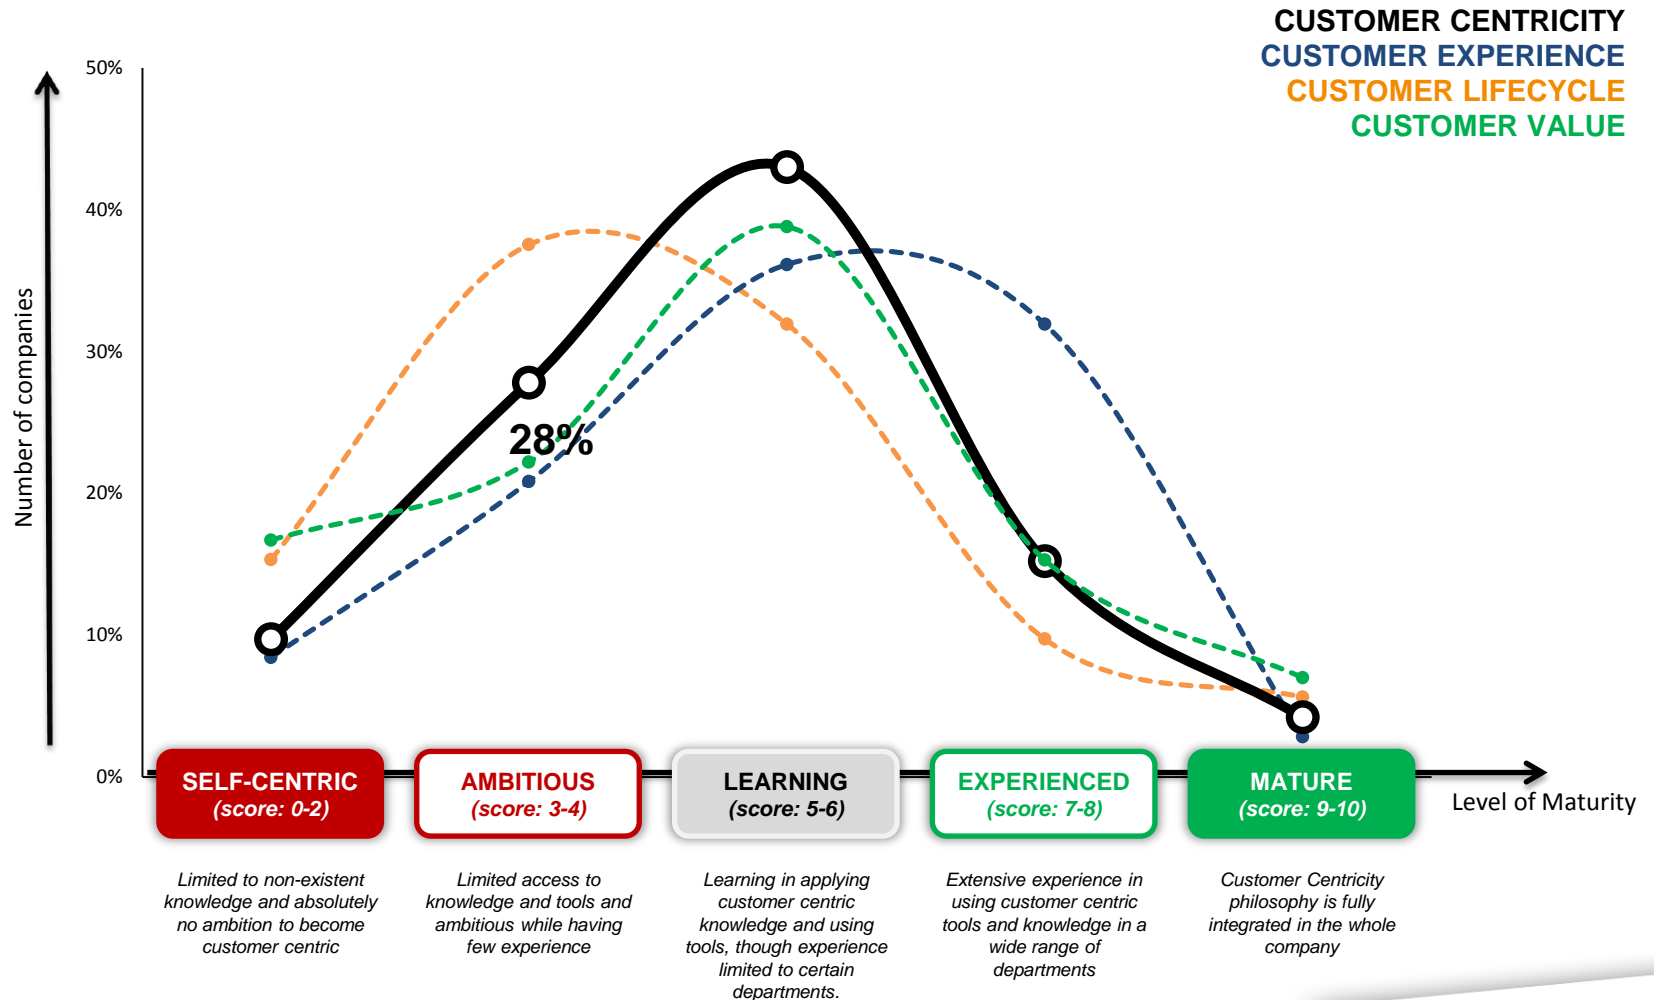 CUSTOMER CENTRICITY
CUSTOMER EXPERIENCE
CUSTOMER LIFECYCLE
CUSTOMER VALUE
Number of companies
50%
40%
30%
20%
10%
0%
28%
SELF-CENTRIC
(score: 0-2)
AMBITIOUS
(score: 3-4)
LEARNING
(score: 5-6)
EXPERIENCED
(score: 7-8)
MATURE
(score: 9-10)
Level of Maturity
Limited to non-existent
knowledge and absolutely
no ambition to become
customer centric
Limited access to
knowledge and tools and
ambitious while having
few experience
Learning in applying
customer centric
knowledge and using
tools, though experience
limited to certain
departments.
Extensive experience in
using customer centric
tools and knowledge in a
wide range of
departments
Customer Centricity
philosophy is fully
integrated in the whole
company